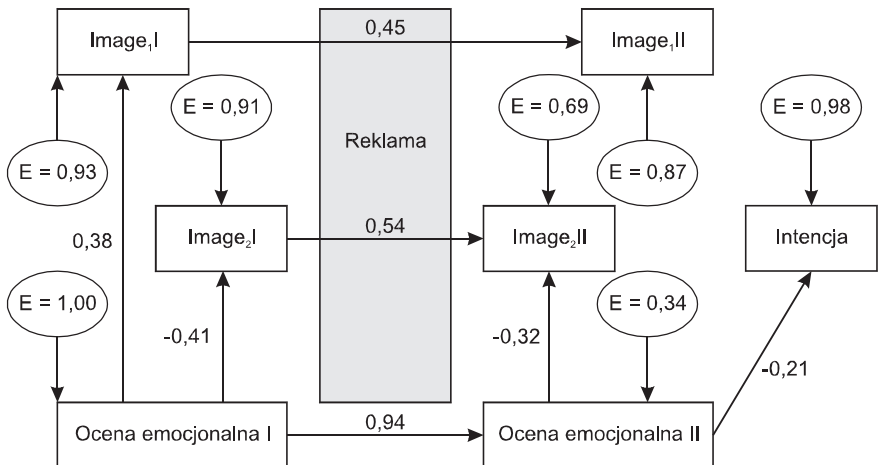 Image₁I
0,45
Image₁II
E = 0,91
E = 0,69
E = 0,98
Reklama
E = 0,93
E = 0,87
0,38
Image₂I
0,54
Image₂II
Intencja
E = 1,00
E = 0,34
-0,41
-0,32
-0,21
Ocena emocjonalna I
0,94
Ocena emocjonalna II